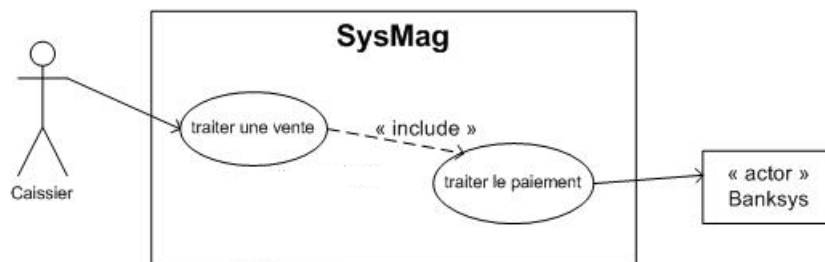 SysMag
traiter une vente
« include »
traiter le paiement
« actor »
Banksys
Caissier